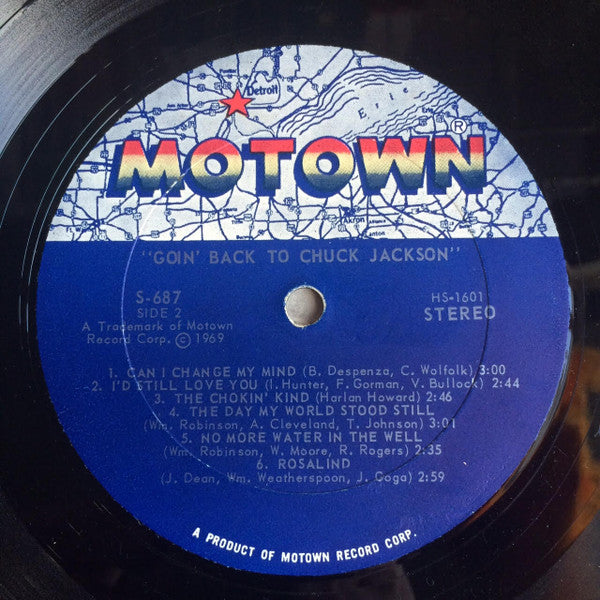 Detroit
Erie
MOTOWN®
Akron
Canton
"GOIN' BACK TO CHUCK JACKSON"
S-687
SIDE 2
HS-1601
STEREO
A Trademark of Motown
Record Corp. © 1969
1. CAN I CHANGE MY MIND (B. Despenza, C. Wolfolk) 3:00
2. I'D STILL LOVE YOU (I. Hunter, F. Gorman, V. Bullock) 2:44
3. THE CHOKIN' KIND (Harlan Howard) 2:46
4. THE DAY MY WORLD STOOD STILL
(Wm. Robinson, A. Cleveland, T. Johnson) 3:01
5. NO MORE WATER IN THE WELL
(Wm. Robinson, W. Moore, R. Rogers) 2:35
6. ROSALIND
(J. Dean, Wm. Weatherspoon, J. Goga) 2:59
A PRODUCT OF MOTOWN RECORD CORP.